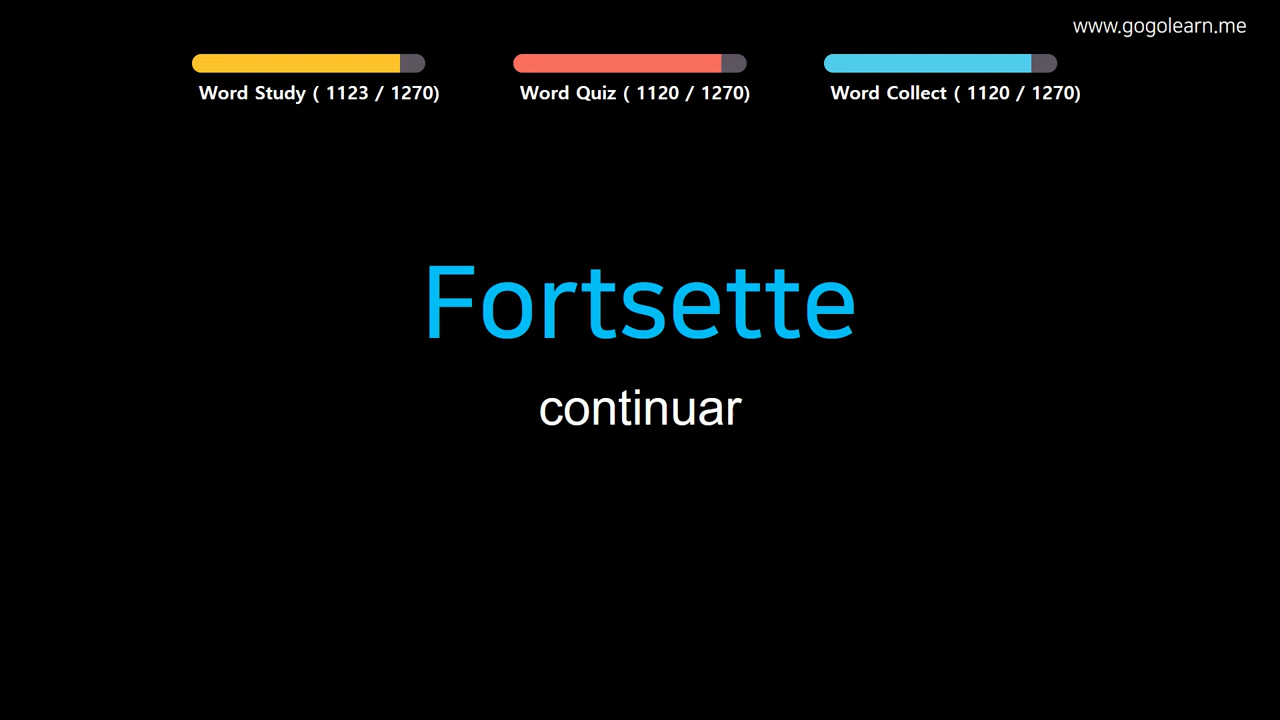 www.gogolearn.me
Word Study ( 1123 / 1270)
Word Quiz ( 1120 / 1270)
Word Collect ( 1120 / 1270)
Fortsette
continuar